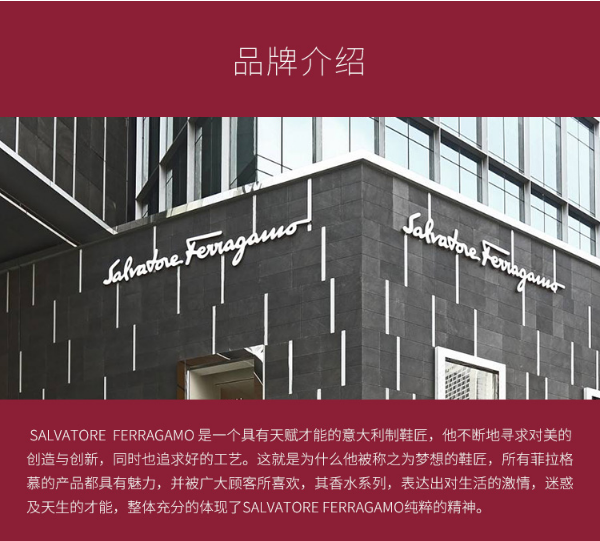 品牌介绍
Salvatore Ferragamo
Salvatore Ferragamo
SALVATORE FERRAGAMO 是一个具有天赋才能的意大利制鞋匠，他不断地寻求对美的
创造与创新，同时也追求好的工艺。这就是为什么他被称之为梦想的鞋匠，所有菲拉格
慕的产品都具有魅力，并被广大顾客所喜欢，其香水系列，表达出对生活的激情，迷惑
及天生的才能，整体充分的体现了SALVATORE FERRAGAMO纯粹的精神。